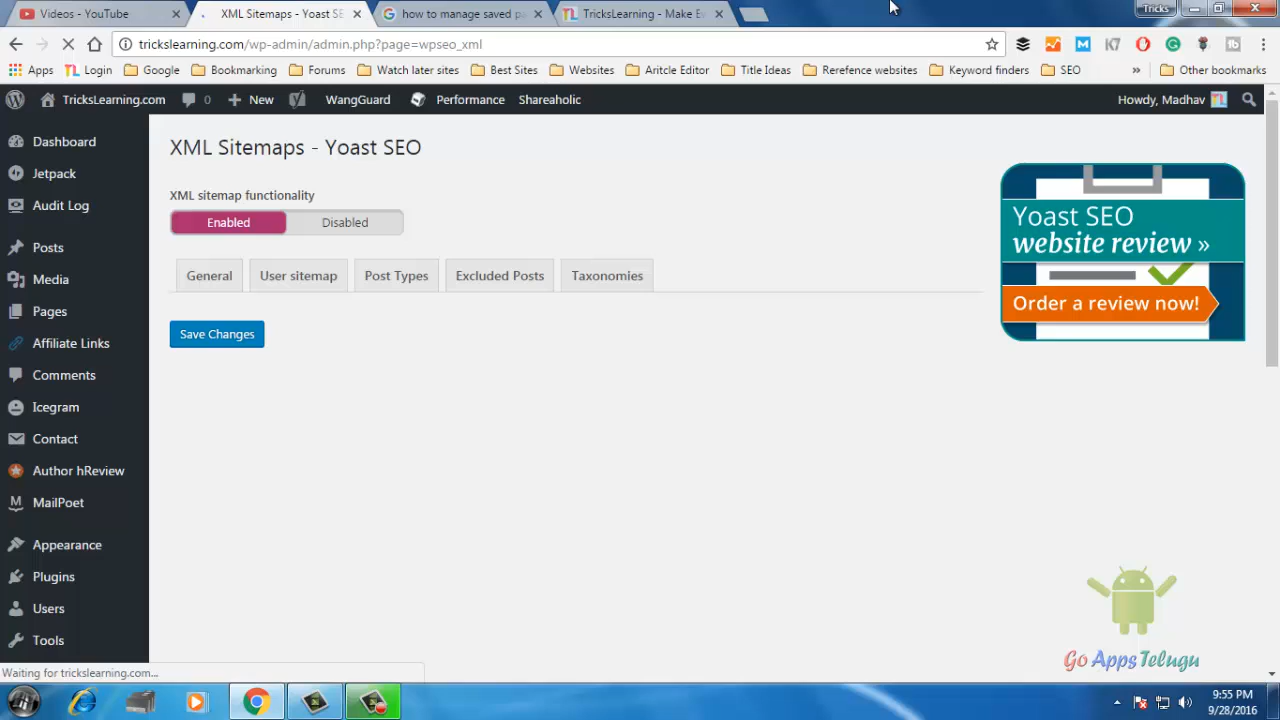 Videos - YouTube
XML Sitemaps - Yoast SE
how to manage saved pa
TricksLearning - Make Ev
Tricks
trickslearning.com/wp-admin/admin.php?page=wpseo_xml
Apps
Login
Google
Bookmarking
Forums
Watch later sites
Best Sites
Websites
Aritcle Editor
Title Ideas
Rerefence websites
Keyword finders
SEO
»
Other bookmarks
TricksLearning.com
0
New
WangGuard
Performance
Shareaholic
Howdy, Madhav
Dashboard
Jetpack
Audit Log
Posts
Media
Pages
Affiliate Links
Comments
Icegram
Contact
Author hReview
MailPoet
Appearance
Plugins
Users
Tools
XML Sitemaps - Yoast SEO
XML sitemap functionality
Enabled
Disabled
General
User sitemap
Post Types
Excluded Posts
Taxonomies
Save Changes
Yoast SEO
website review »
Order a review now!
Go AppsTelugu
Waiting for trickslearning.com...
9:55 PM
9/28/2016